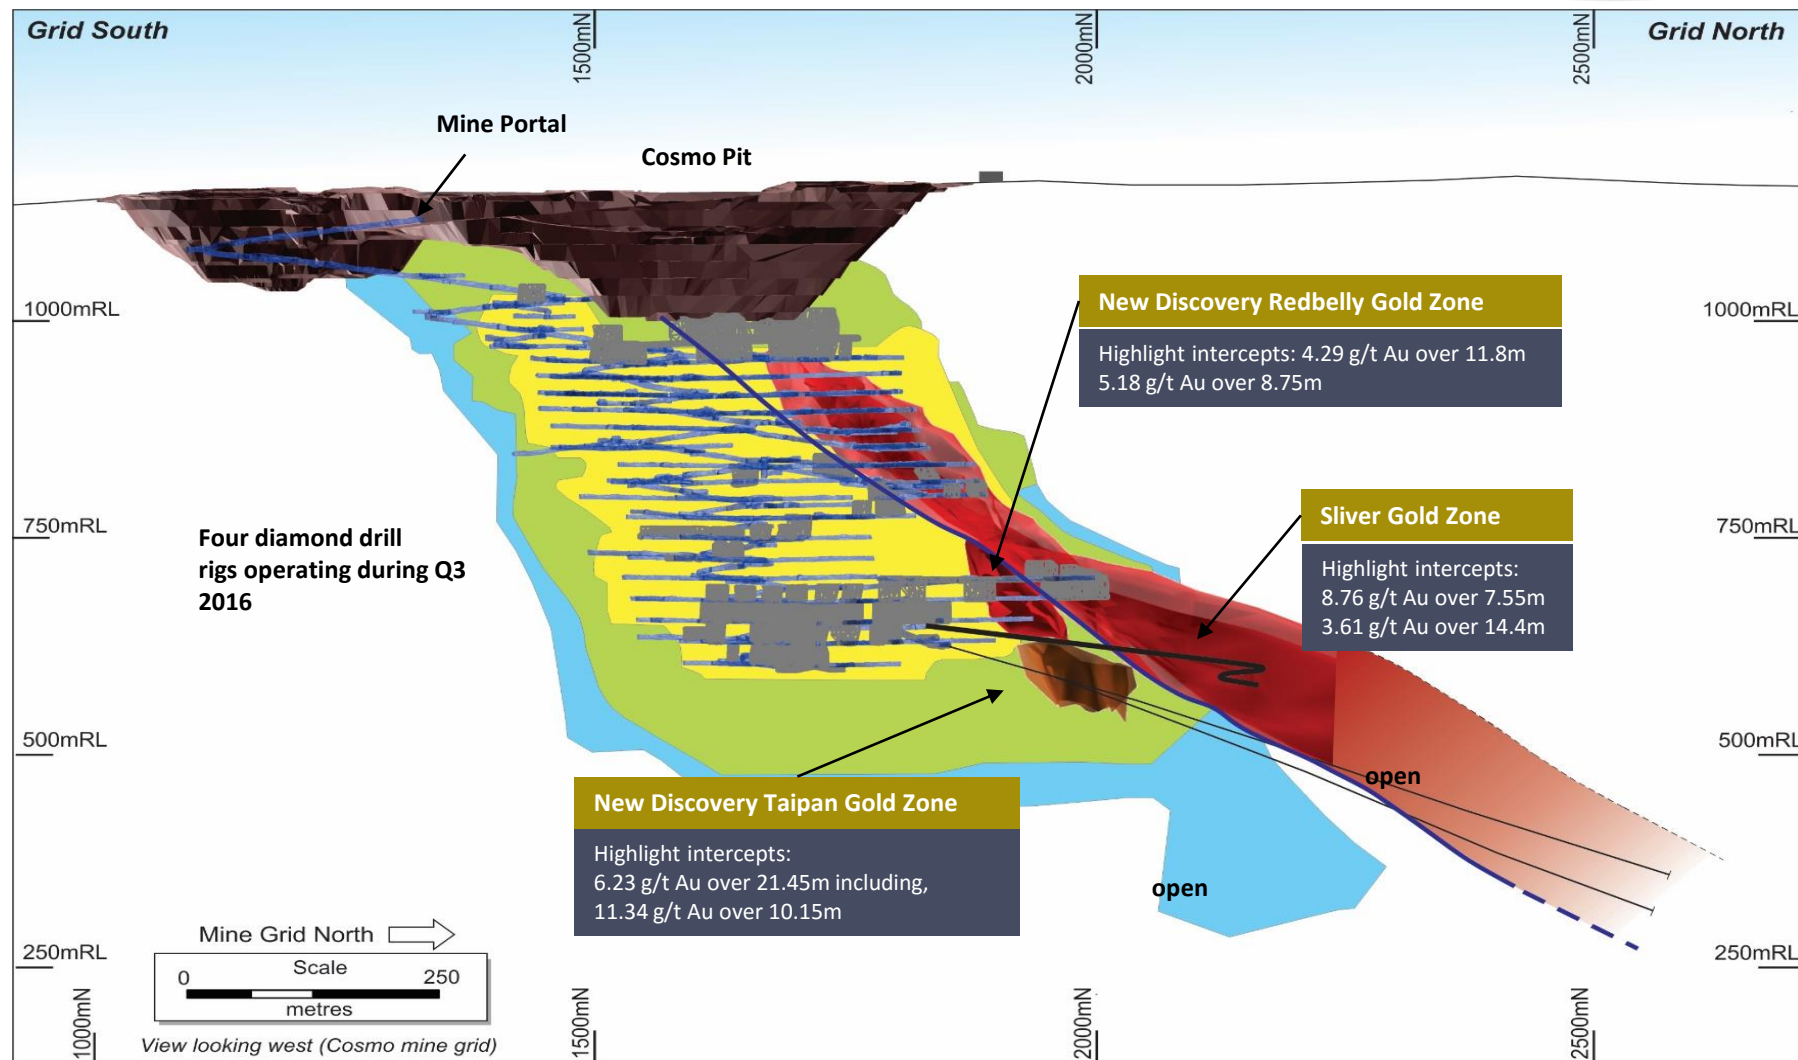 Grid South
1500mN
2000mN
2500mN
Grid North
Mine Portal
Cosmo Pit
1000mRL
1000mRL
New Discovery Redbelly Gold Zone
Highlight intercepts: 4.29 g/t Au over 11.8m
5.18 g/t Au over 8.75m
750mRL
750mRL
Four diamond drill
rigs operating during Q3
2016
Sliver Gold Zone
Highlight intercepts:
8.76 g/t Au over 7.55m
3.61 g/t Au over 14.4m
500mRL
500mRL
open
New Discovery Taipan Gold Zone
Highlight intercepts:
6.23 g/t Au over 21.45m including,
11.34 g/t Au over 10.15m
open
Mine Grid North
250mRL
250mRL
Scale
0 250
metres
View looking west (Cosmo mine grid)
1000mN
1500mN
2000mN
2500mN